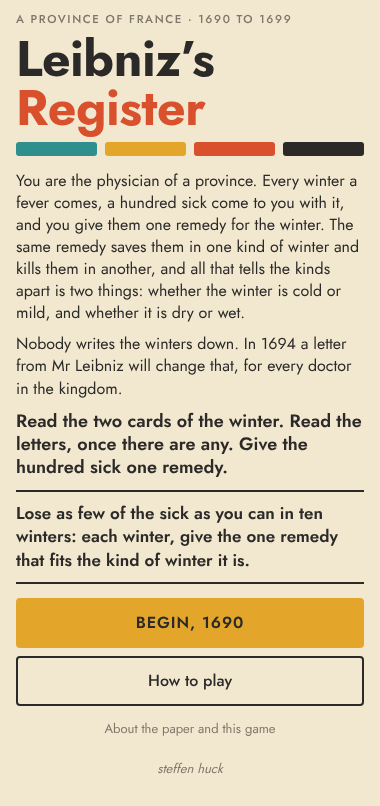 A PROVINCE OF FRANCE · 1690 TO 1699
Leibniz’s
Register
You are the physician of a province. Every winter a
fever comes, a hundred sick come to you with it,
and you give them one remedy for the winter. The
same remedy saves them in one kind of winter and
kills them in another, and all that tells the kinds
apart is two things: whether the winter is cold or
mild, and whether it is dry or wet.
Nobody writes the winters down. In 1694 a letter
from Mr Leibniz will change that, for every doctor
in the kingdom.
Read the two cards of the winter. Read the
letters, once there are any. Give the
hundred sick one remedy.
Lose as few of the sick as you can in ten
winters: each winter, give the one remedy
that fits the kind of winter it is.
BEGIN, 1690
How to play
About the paper and this game
steffen huck